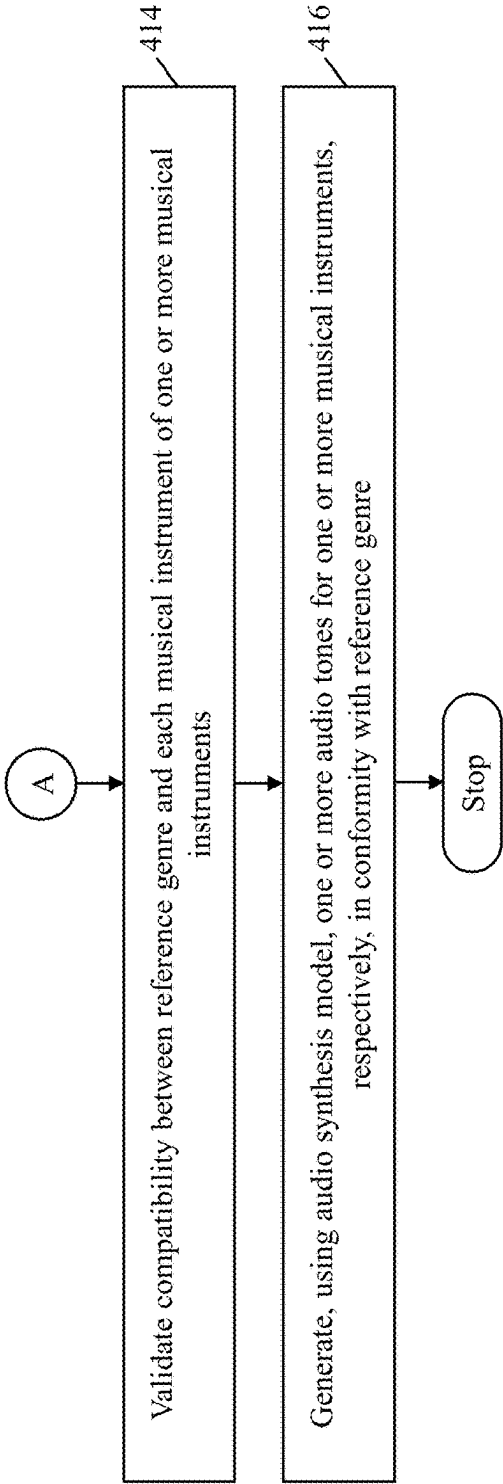 A
414
Validate compatibility between reference genre and each musical instrument of one or more musical
instruments
416
Generate, using audio synthesis model, one or more audio tones for one or more musical instruments,
respectively, in conformity with reference genre
Stop